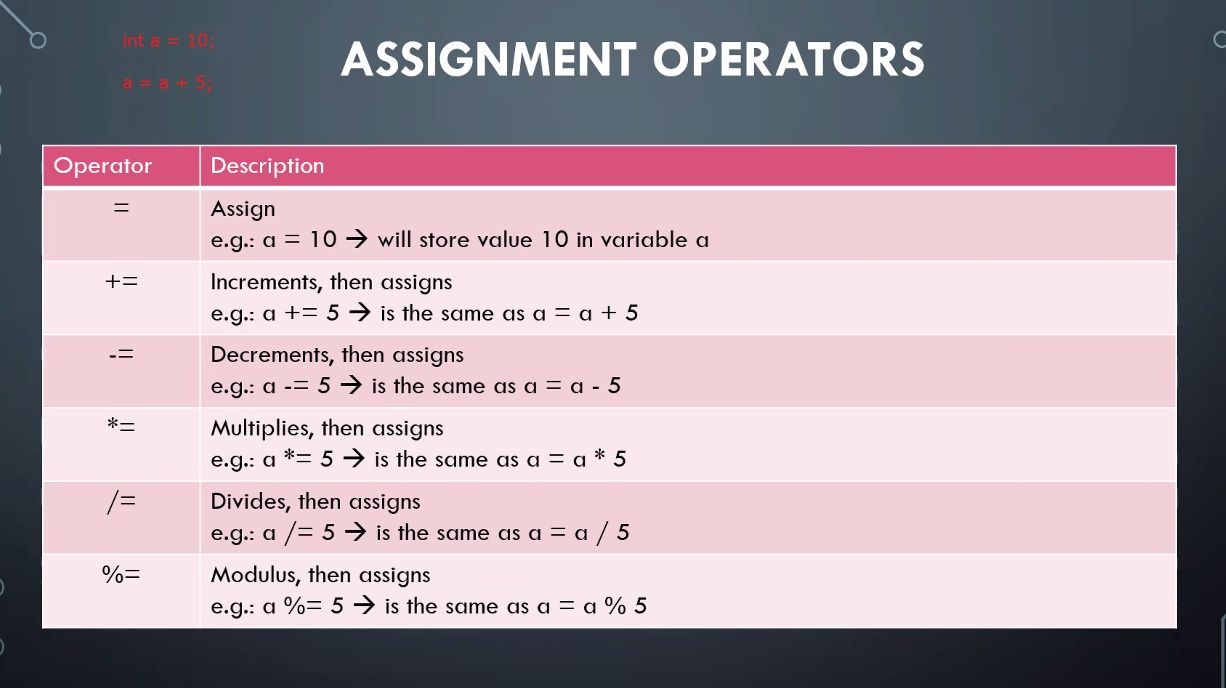 int a = 10;
a = a + 5;
ASSIGNMENT OPERATORS
Operator Description
= Assign
e.g.: a = 10 → will store value 10 in variable a
+= Increments, then assigns
e.g.: a += 5 → is the same as a = a + 5
-= Decrements, then assigns
e.g.: a -= 5 → is the same as a = a - 5
*= Multiplies, then assigns
e.g.: a *= 5 → is the same as a = a * 5
/= Divides, then assigns
e.g.: a /= 5 → is the same as a = a / 5
%= Modulus, then assigns
e.g.: a %= 5 → is the same as a = a % 5